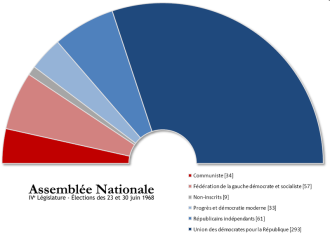 Assemblée Nationale
IVᵉ Législature - Élections des 23 et 30 juin 1968
Communiste [34]
Fédération de la gauche démocrate et socialiste [57]
Non-inscrits [9]
Progrès et démocratie moderne [33]
Républicains indépendants [61]
Union des démocrates pour la République [293]